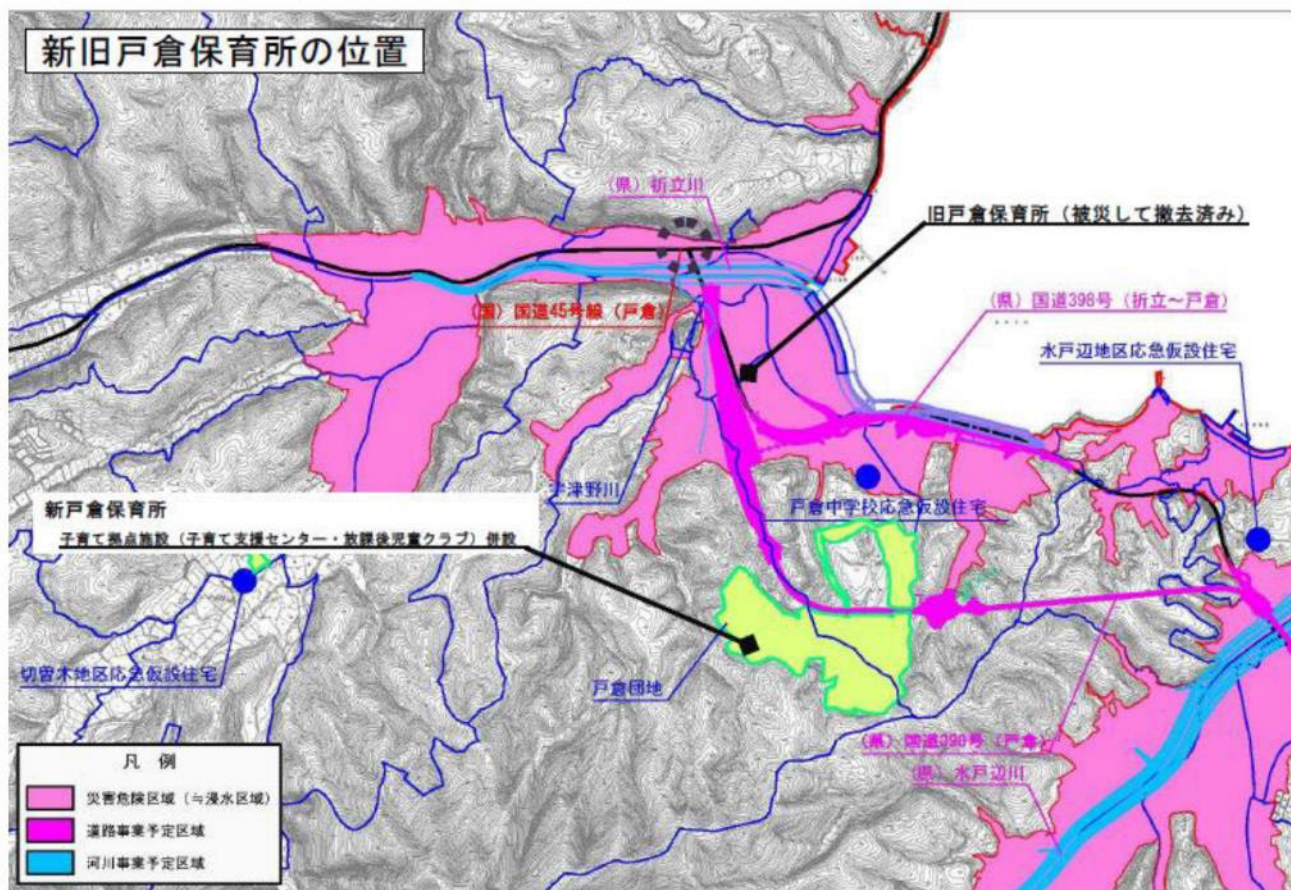 新旧戸倉保育所の位置
(県) 折立川
旧戸倉保育所（被災して撤去済み）
(国) 国道45号線 (戸倉)
(県) 国道398号 (折立～戸倉)
水戸辺地区応急仮設住宅
宇津野川
戸倉中学校応急仮設住宅
新戸倉保育所
子育て拠点施設（子育て支援センター・放課後児童クラブ）併設
切留木地区応急仮設住宅
戸倉団地
(県) 国道398号 (戸倉)
(県) 水戸辺川
凡 例
災害危険区域（≒浸水区域）
道路事業予定区域
河川事業予定区域